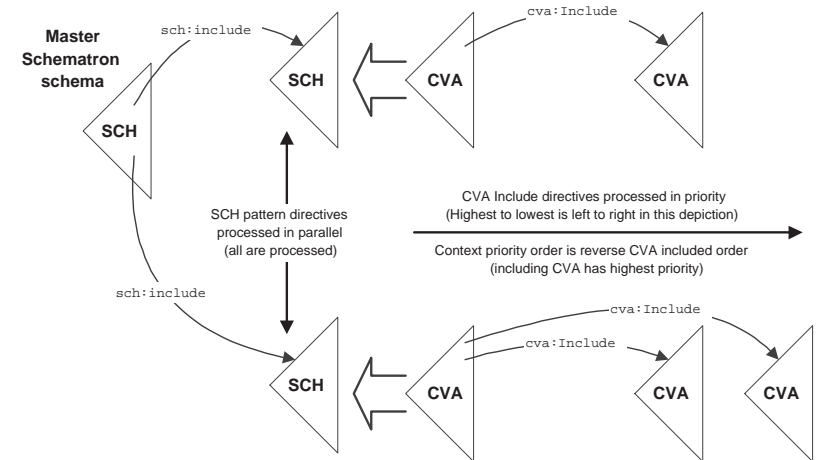 cva:Include
sch:include
Master
Schematron
schema
SCH
CVA
CVA
SCH
SCH pattern directives
processed in parallel
(all are processed)
CVA Include directives processed in priority
(Highest to lowest is left to right in this depiction)
Context priority order is reverse CVA included order
(including CVA has highest priority)
sch:include
cva:Include
cva:Include
SCH
CVA
CVA
CVA